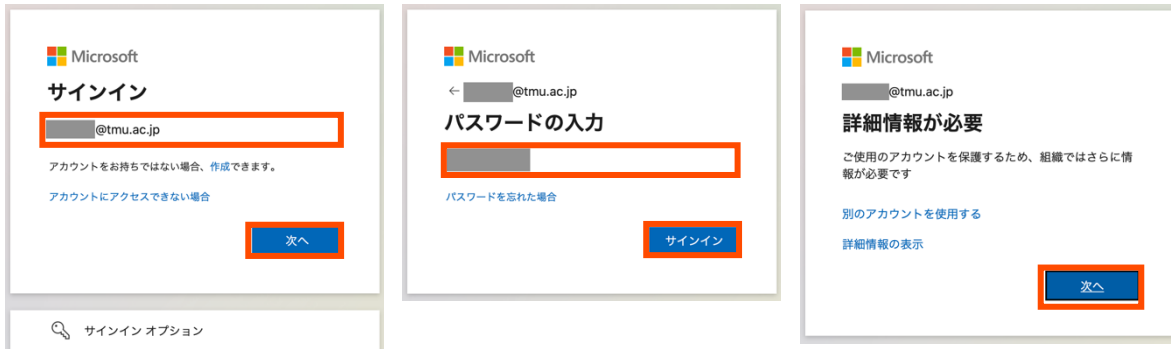 Microsoft
サインイン
@tmu.ac.jp
アカウントをお持ちではない場合、作成できます。
アカウントにアクセスできない場合
次へ
サインイン オプション
Microsoft
← @tmu.ac.jp
パスワードの入力
パスワードを忘れた場合
サインイン
Microsoft
@tmu.ac.jp
詳細情報が必要
ご使用のアカウントを保護するため、組織ではさらに情
報が必要です
別のアカウントを使用する
詳細情報の表示
次へ